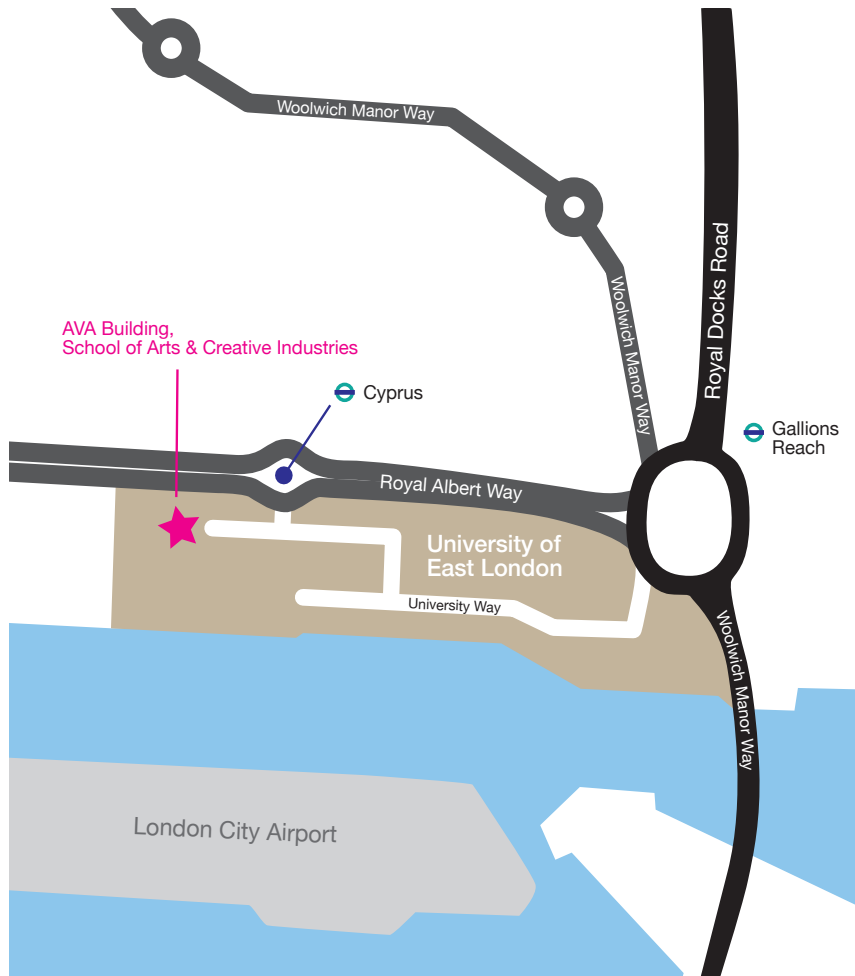 Woolwich Manor Way
Woolwich Manor Way
Royal Docks Road
AVA Building,
School of Arts & Creative Industries
Cyprus
Gallions
Reach
Royal Albert Way
University of
East London
University Way
Woolwich Manor Way
London City Airport